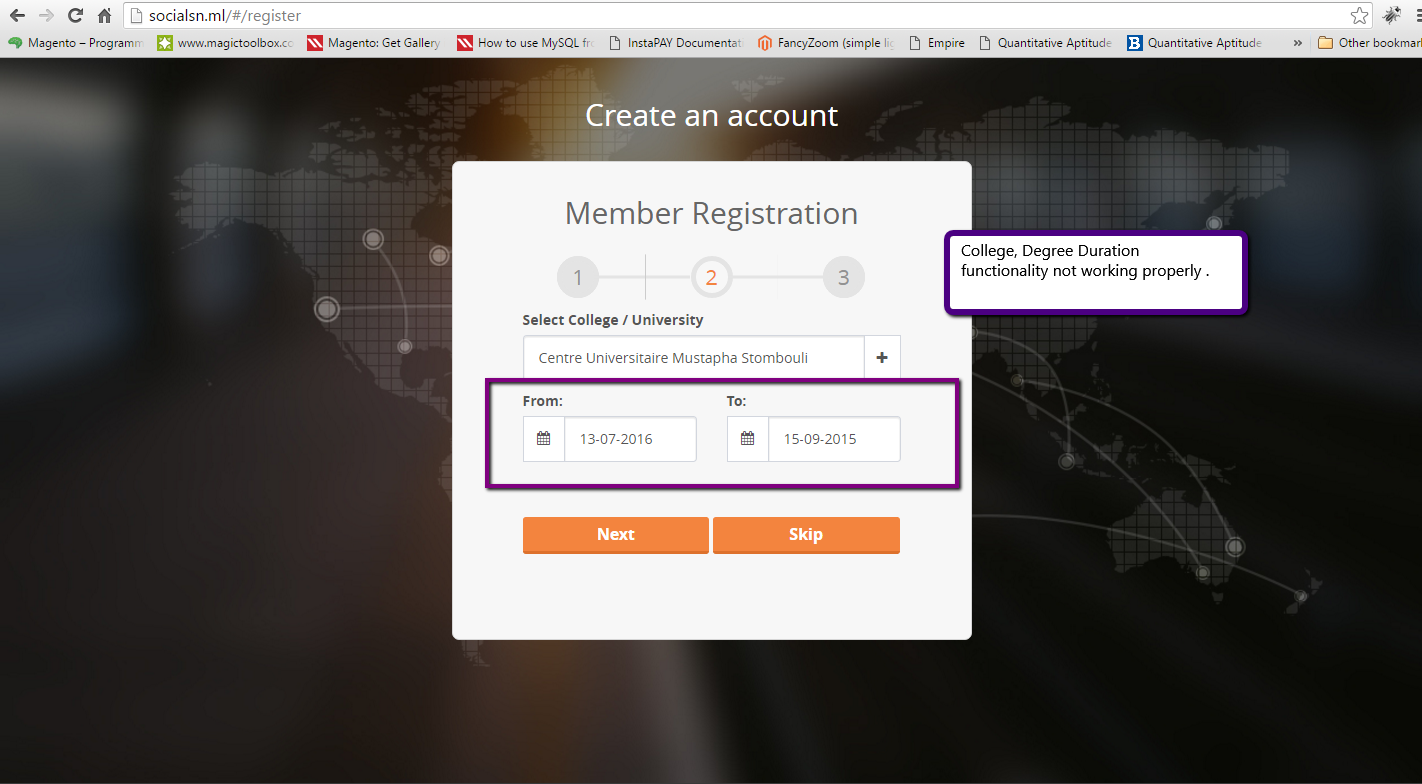 socialsn.ml/#/register
Magento – Programm
www.magictoolbox.cc
Magento: Get Gallery
How to use MySQL fr
InstaPAY Documentat
FancyZoom (simple lig
Empire
Quantitative Aptitude
B
Quantitative Aptitude
»
Other bookmark
Create an account
Member Registration
1
2
3
College, Degree Duration
functionality not working properly .
Select College / University
Centre Universitaire Mustapha Stombouli
+
From:
To:
13-07-2016
15-09-2015
Next
Skip